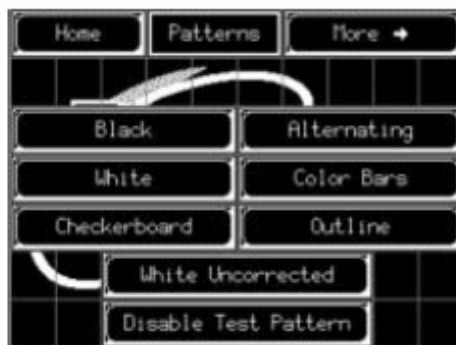 Home Patterns More →
Black Alternating
White Color Bars
Checkerboard Outline
White Uncorrected
Disable Test Pattern